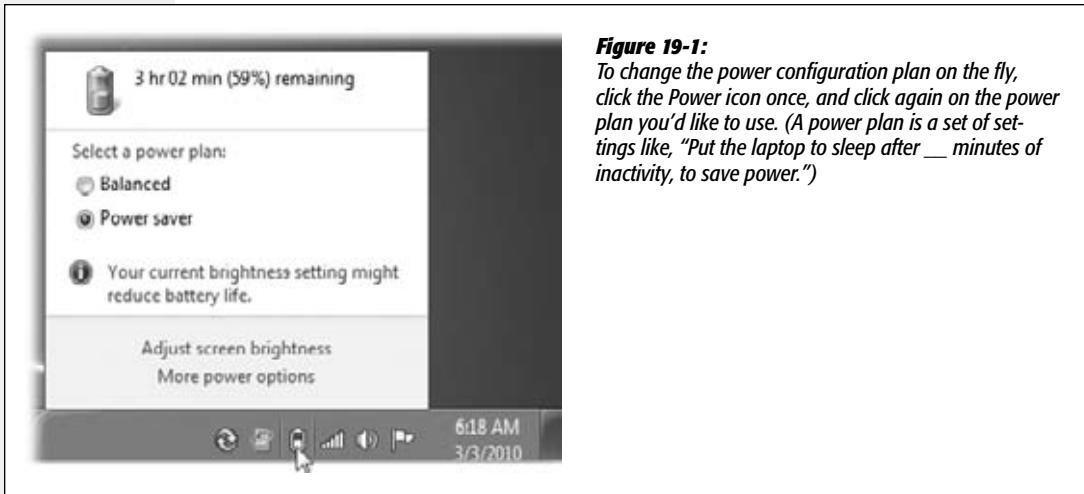 3 hr 02 min (59%) remaining
Select a power plan:
Balanced
Power saver
Your current brightness setting might
reduce battery life.
Adjust screen brightness
More power options
6:18 AM
3/3/2010
Figure 19-1:
To change the power configuration plan on the fly,
click the Power icon once, and click again on the power
plan you'd like to use. (A power plan is a set of set-
tings like, "Put the laptop to sleep after __ minutes of
inactivity, to save power.")